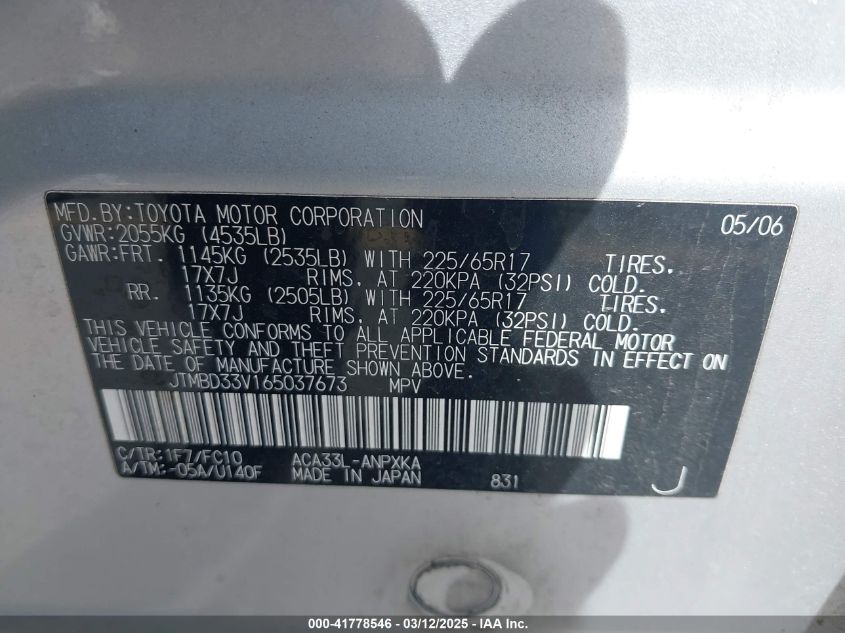 MFD.BY:TOYOTA MOTOR CORPORATION 05/06
GVWR:2055KG (4535LB)
GAWR:FRT. 1145KG (2535LB) WITH 225/65R17 TIRES,
17X7J RIMS, AT 220KPA (32PSI) COLD.
RR. 1135KG (2505LB) WITH 225/65R17 TIRES,
17X7J RIMS, AT 220KPA (32PSI) COLD.
THIS VEHICLE CONFORMS TO ALL APPLICABLE FEDERAL MOTOR
VEHICLE SAFETY AND THEFT PREVENTION STANDARDS IN EFFECT ON
THE DATE OF MANUFACTURE SHOWN ABOVE.
JTMBD33V165037673 MPV
C/TR:1F7/FC10 ACA33L-ANPXKA
A/TM:-05A/U140F MADE IN JAPAN 831 J
000-41778546 - 03/12/2025 - IAA Inc.